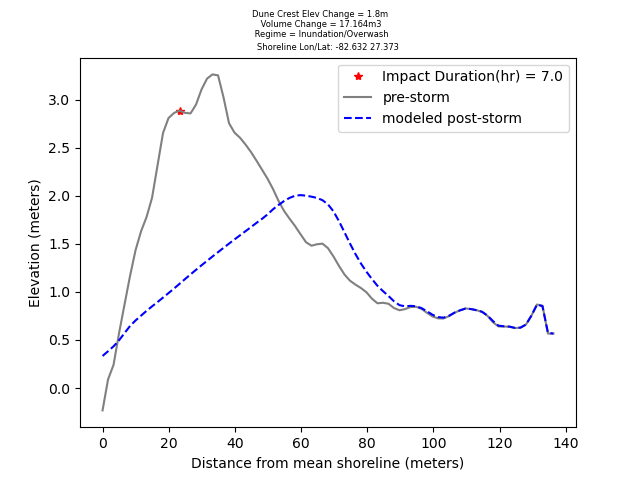 Dune Crest Elev Change = 1.8m
Volume Change = 17.164m3
Regime = Inundation/Overwash
Shoreline Lon/Lat: -82.632 27.373
Impact Duration(hr) = 7.0
pre-storm
modeled post-storm
Elevation (meters)
3.0
2.5
2.0
1.5
1.0
0.5
0.0
0 20 40 60 80 100 120 140
Distance from mean shoreline (meters)